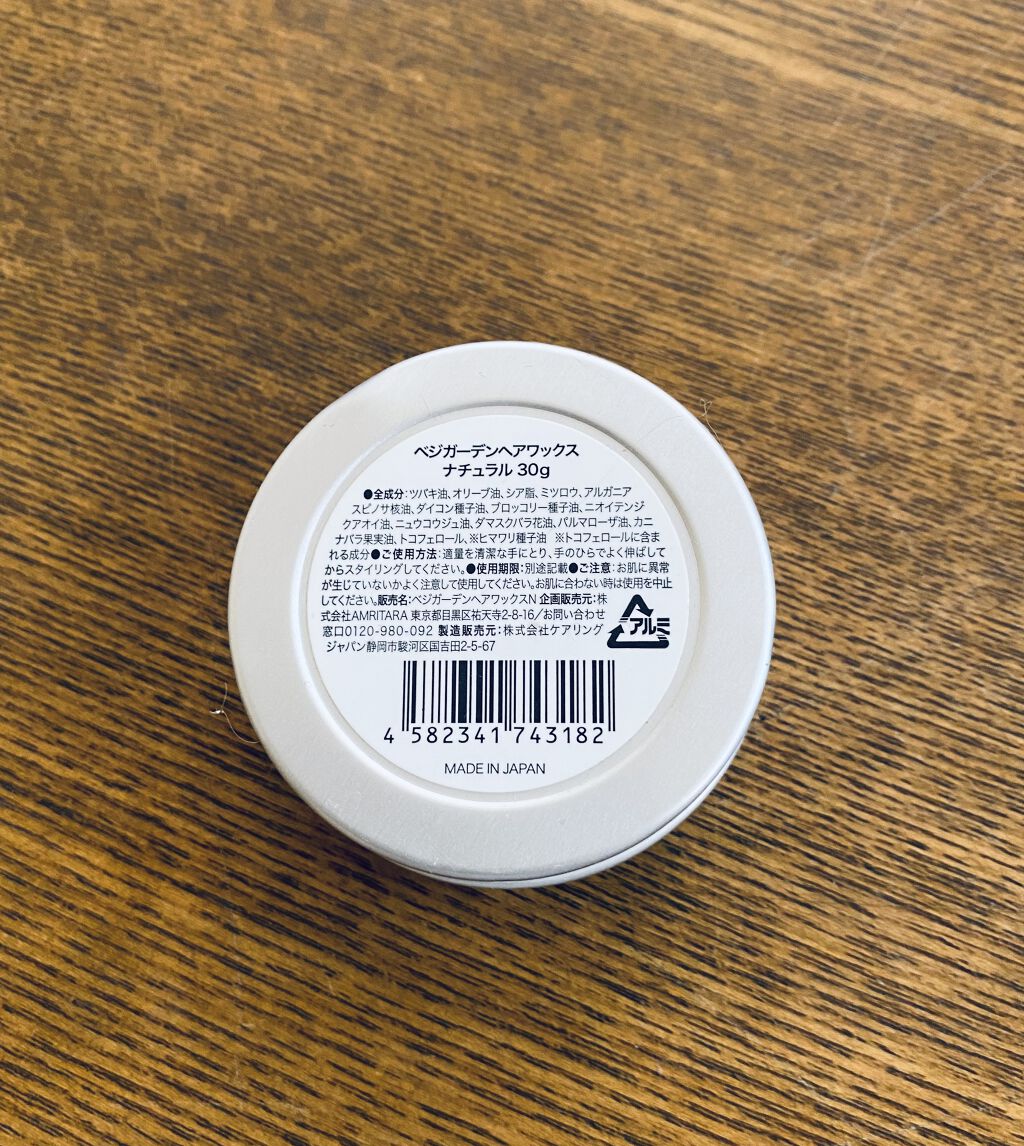 ベジガーデンヘアワックス
ナチュラル 30g
●全成分:ツバキ油、オリーブ油、シア脂、ミツロウ、アルガニア
スピノサ核油、ダイコン種子油、ブロッコリー種子油、ニオイテンジ
クアオイ油、ニュウコウジュ油、ダマスクバラ花油、パルマローザ油、カニ
ナバラ果実油、トコフェロール、※ヒマワリ種子油 ※トコフェロールに含ま
れる成分●ご使用方法:適量を清潔な手にとり、手のひらでよく伸ばして
からスタイリングしてください。●使用期限:別途記載●ご注意:お肌に異常
が生じていないかよく注意して使用してください。お肌に合わない時は使用を中止
してください。販売名:ベジガーデンヘアワックスN 企画販売元:株
式会社AMRITARA 東京都目黒区祐天寺2-8-16/お問い合わせ
窓口0120-980-092 製造販売元:株式会社ケアリング
ジャパン静岡市駿河区国吉田2-5-67
アルミ
4 582341 743182
MADE IN JAPAN